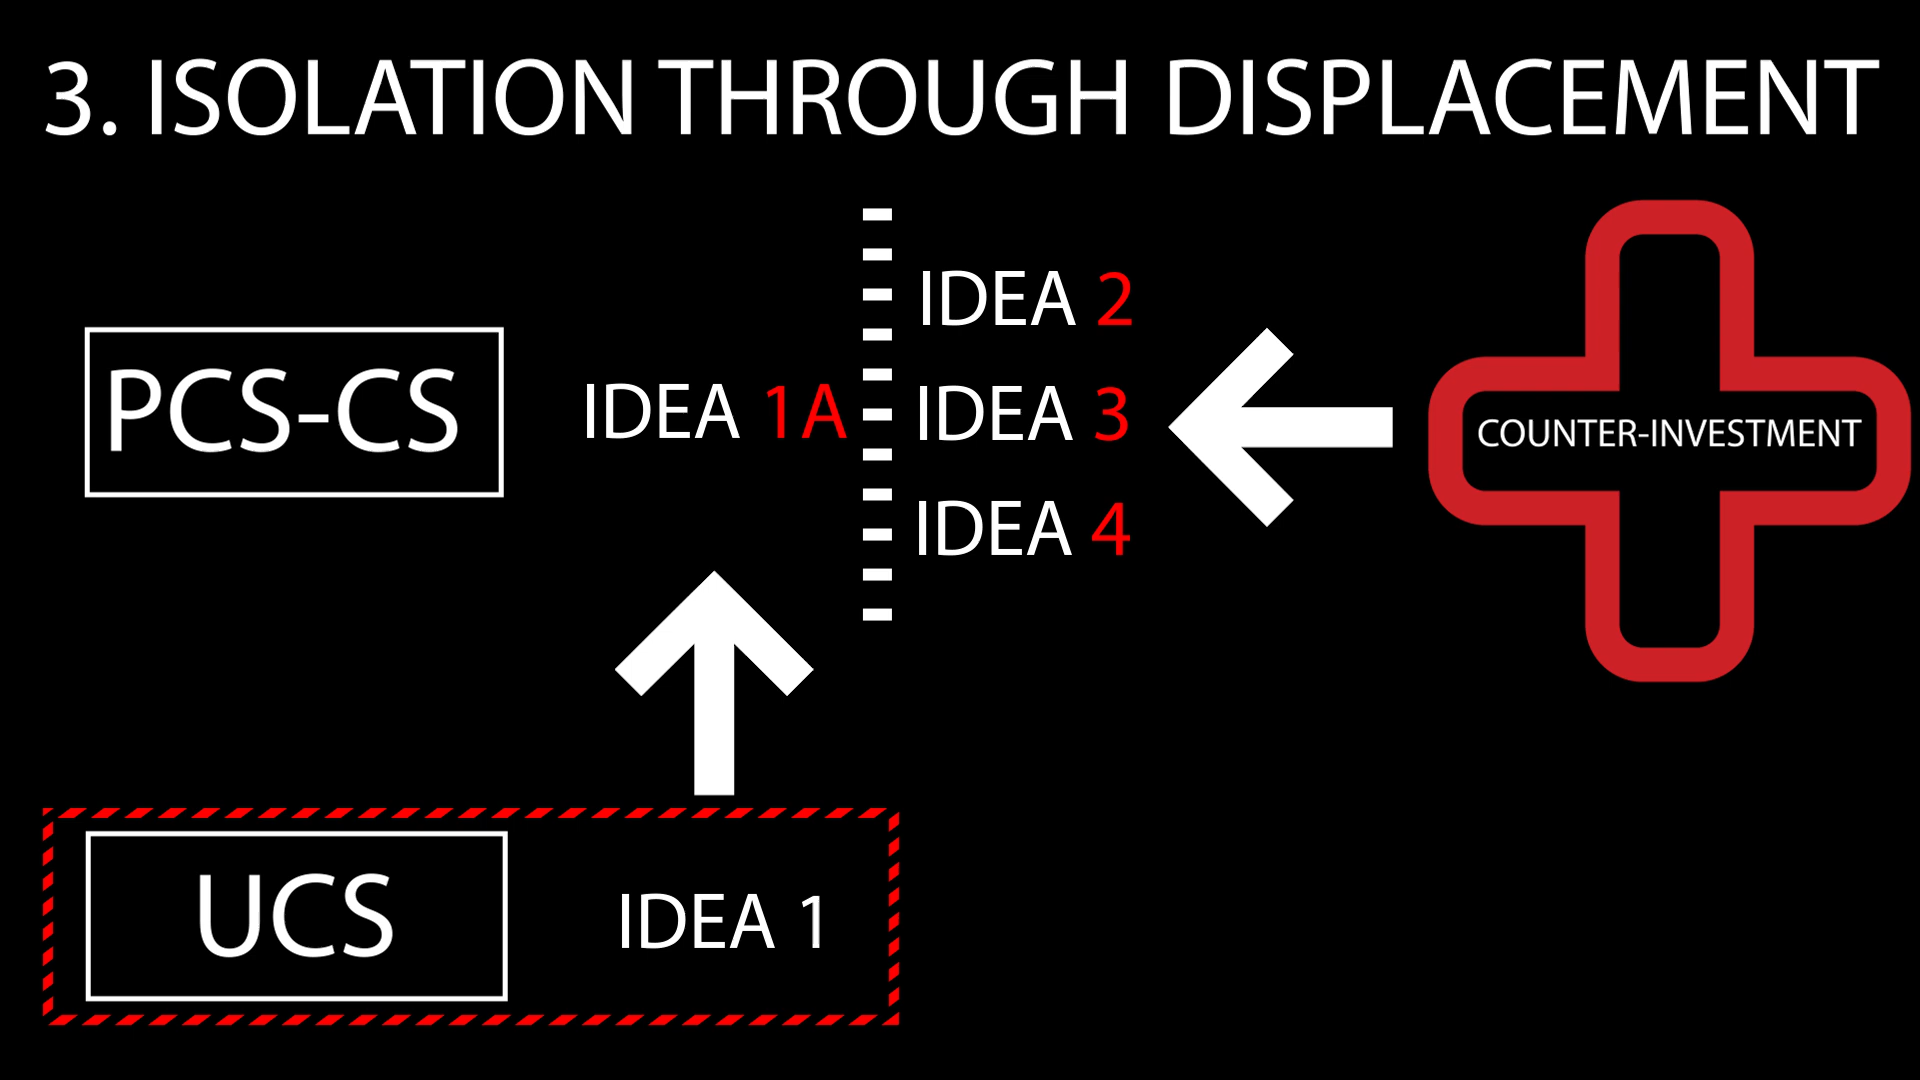 3. ISOLATION THROUGH DISPLACEMENT
IDEA 2
PCS-CS
IDEA 1A
IDEA 3
COUNTER-INVESTMENT
IDEA 4
UCS
IDEA 1